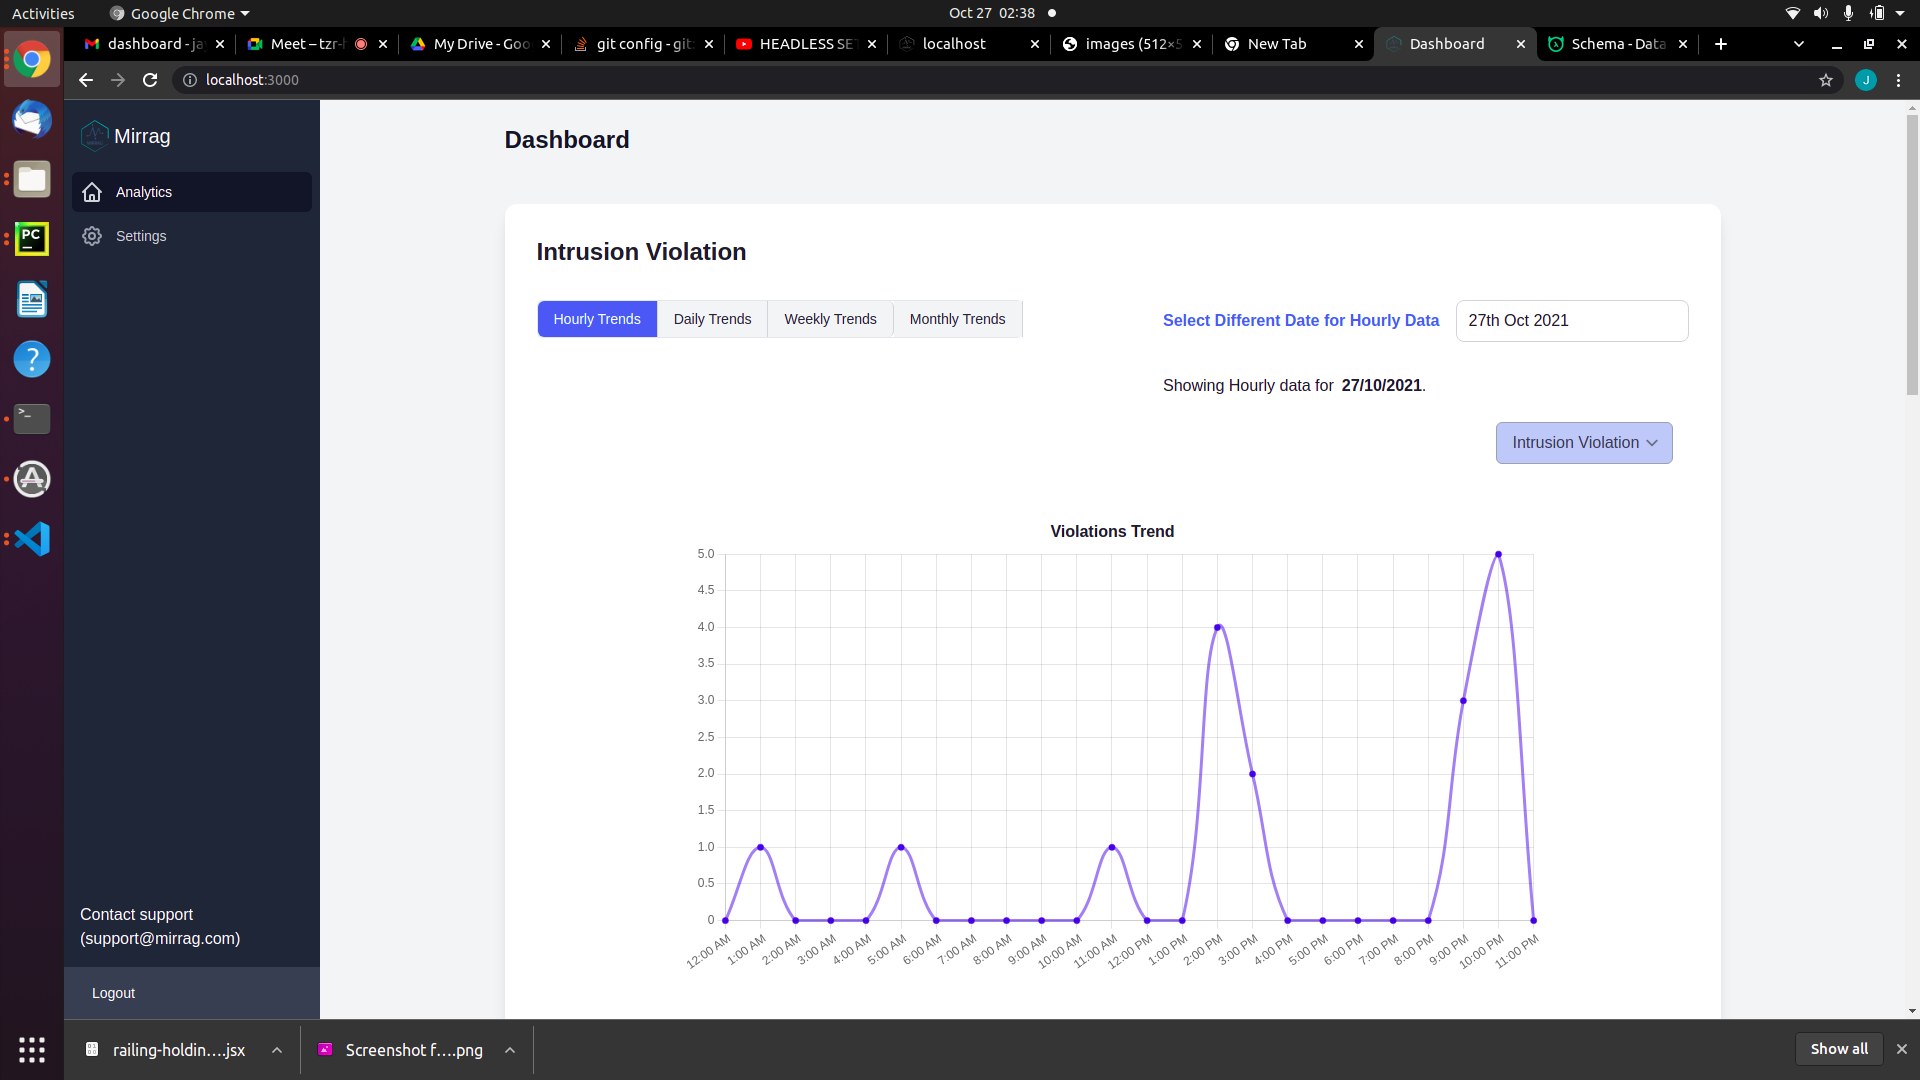 Activities
Google Chrome
Oct 27 02:38
dashboard - ja
Meet – tzr-
My Drive - Goo
git config - git
HEADLESS SE
localhost
images (512×5
New Tab
Dashboard
Schema - Data
localhost:3000
J
Mirrag
Analytics
Settings
Contact support
(support@mirrag.com)
Logout
Dashboard
Intrusion Violation
Hourly Trends
Daily Trends
Weekly Trends
Monthly Trends
Select Different Date for Hourly Data
27th Oct 2021
Showing Hourly data for 27/10/2021.
Intrusion Violation
Violations Trend
5.0
4.5
4.0
3.5
3.0
2.5
2.0
1.5
1.0
0.5
0
12:00 AM
1:00 AM
2:00 AM
3:00 AM
4:00 AM
5:00 AM
6:00 AM
7:00 AM
8:00 AM
9:00 AM
10:00 AM
11:00 AM
12:00 PM
1:00 PM
2:00 PM
3:00 PM
4:00 PM
5:00 PM
6:00 PM
7:00 PM
8:00 PM
9:00 PM
10:00 PM
11:00 PM
PC
railing-holdin....jsx
Screenshot f....png
Show all